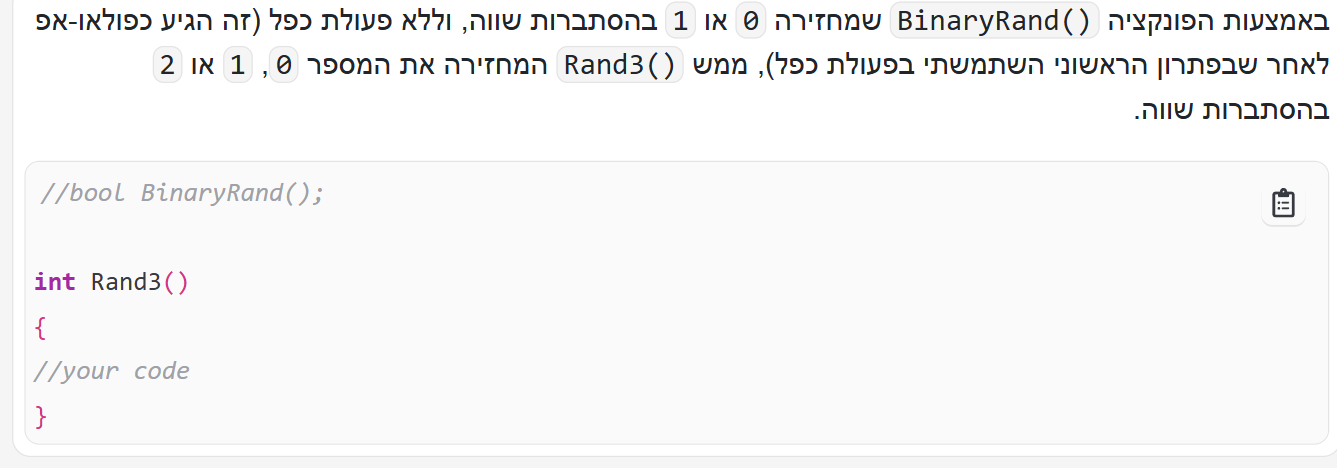 באמצעות הפונקציה BinaryRand() שמחזירה 0 או 1 בהסתברות שווה, וללא פעולת כפל (זה הגיע כפולאו-אפ
לאחר שבפתרון הראשוני השתמשתי בפעולת כפל), ממש Rand3() המחזירה את המספר 0, 1 או 2
בהסתברות שווה.
//bool BinaryRand();
int Rand3()
{
//your code
}